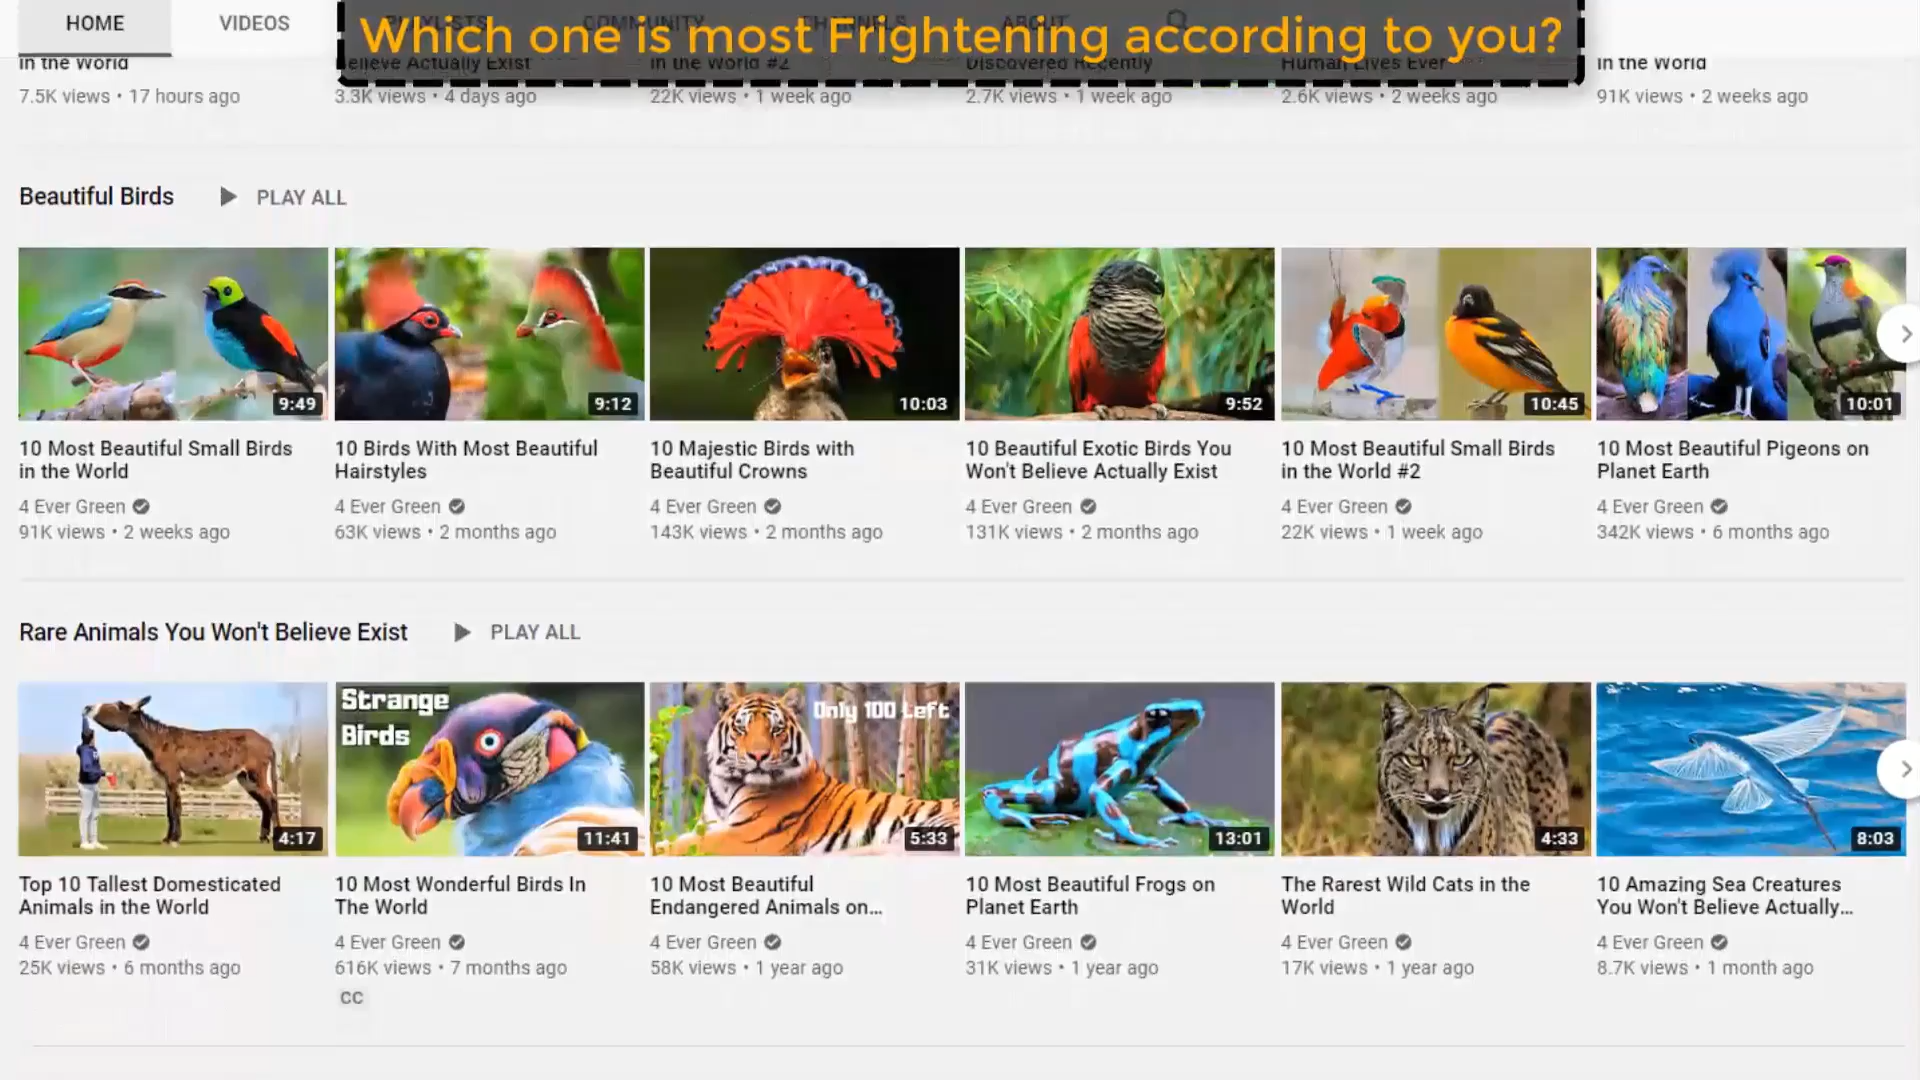 HOME
VIDEOS
PLAYLISTS
COMMUNITY
CHANNELS
ABOUT
Which one is most Frightening according to you?
in the World
elieve Actually Exist
in the World #2
Discovered Recently
Human Lives Ever
in the World
7.5K views • 17 hours ago
3.3K views • 4 days ago
22K views • 1 week ago
2.7K views • 1 week ago
2.6K views • 2 weeks ago
91K views • 2 weeks ago
Beautiful Birds
PLAY ALL
9:49
9:12
10:03
9:52
10:45
10:01
10 Most Beautiful Small Birds
in the World
4 Ever Green
91K views • 2 weeks ago
10 Birds With Most Beautiful
Hairstyles
4 Ever Green
63K views • 2 months ago
10 Majestic Birds with
Beautiful Crowns
4 Ever Green
143K views • 2 months ago
10 Beautiful Exotic Birds You
Won't Believe Actually Exist
4 Ever Green
131K views • 2 months ago
10 Most Beautiful Small Birds
in the World #2
4 Ever Green
22K views • 1 week ago
10 Most Beautiful Pigeons on
Planet Earth
4 Ever Green
342K views • 6 months ago
Rare Animals You Won't Believe Exist
PLAY ALL
Strange
Birds
Only 100 Left
4:17
11:41
5:33
13:01
4:33
8:03
Top 10 Tallest Domesticated
Animals in the World
4 Ever Green
25K views • 6 months ago
10 Most Wonderful Birds In
The World
4 Ever Green
616K views • 7 months ago
CC
10 Most Beautiful
Endangered Animals on...
4 Ever Green
58K views • 1 year ago
10 Most Beautiful Frogs on
Planet Earth
4 Ever Green
31K views • 1 year ago
The Rarest Wild Cats in the
World
4 Ever Green
17K views • 1 year ago
10 Amazing Sea Creatures
You Won't Believe Actually...
4 Ever Green
8.7K views • 1 month ago